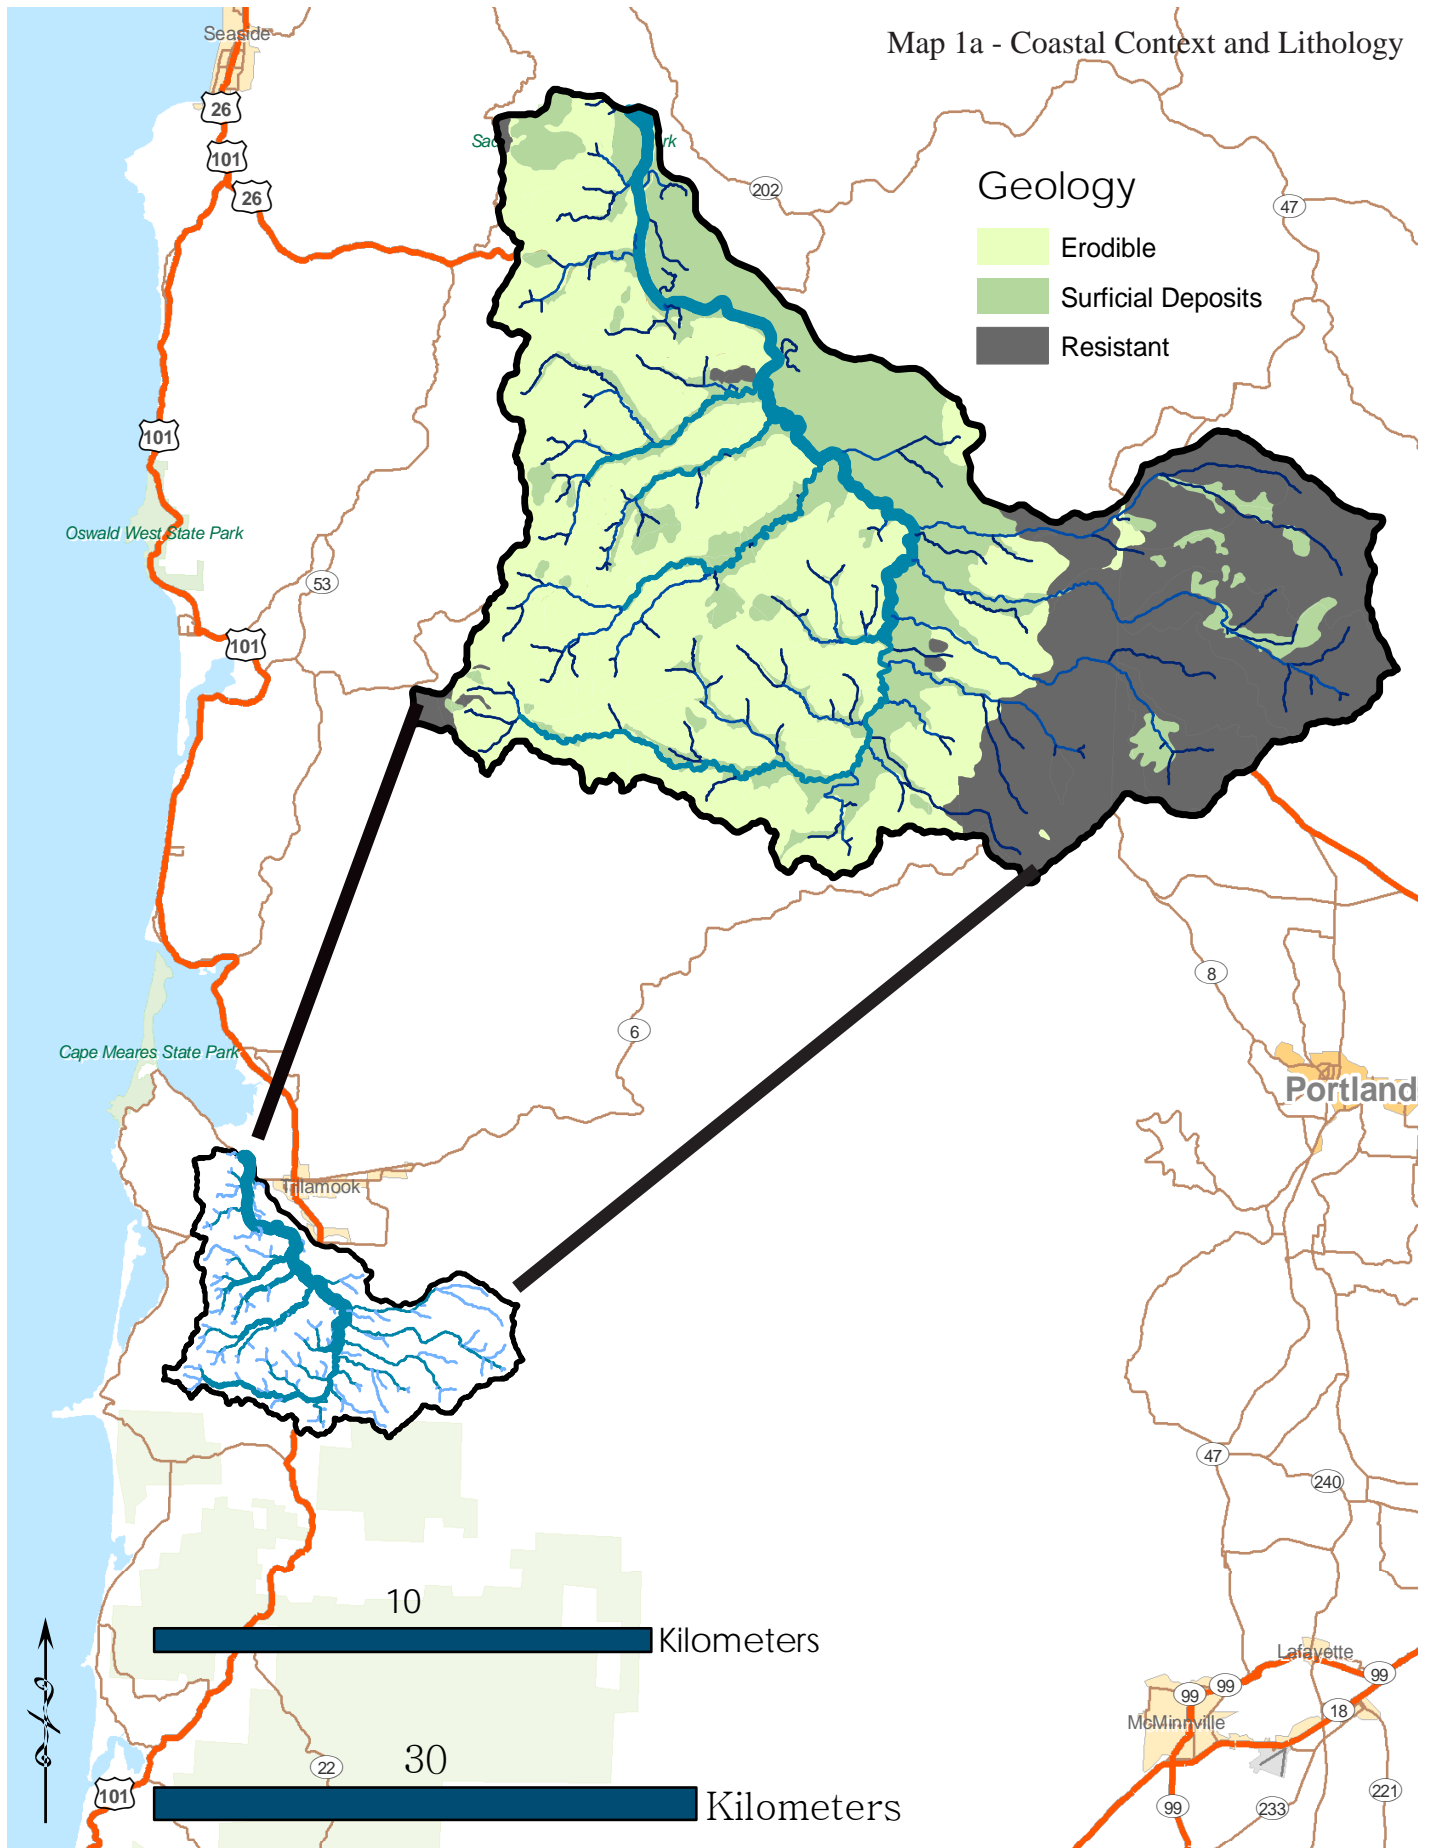 Map 1a - Coastal Context and Lithology
Seaside
26
101
26
202
47
Geology
Erodible
Surficial Deposits
Resistant
101
Oswald West State Park
53
101
8
6
Cape Meares State Park
Portland
Tillamook
47
240
10
Kilometers
Lafayette
99
99
99
18
McMinnville
30
Kilometers
22
101
99
233
221